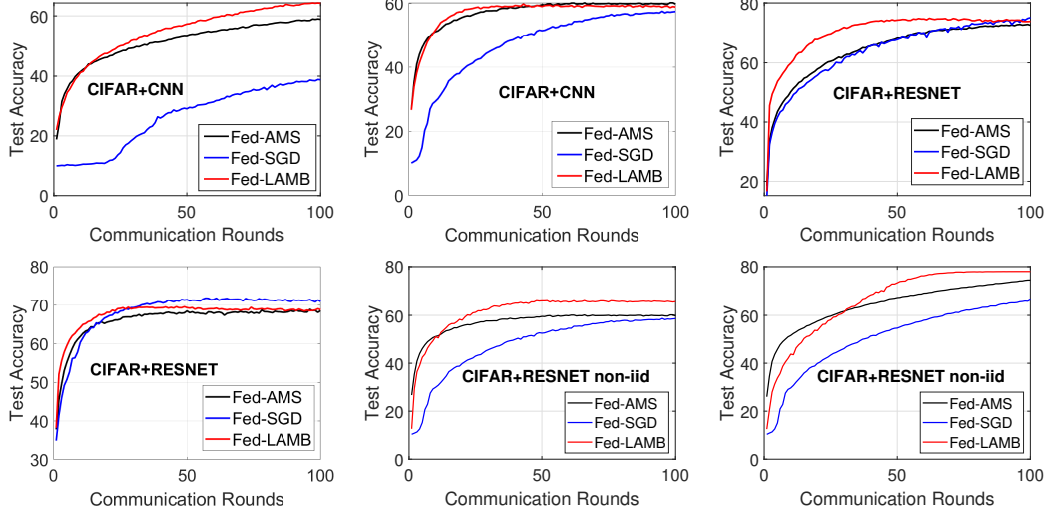 60
40
20
0
0
50
100
Test Accuracy
Communication Rounds
CIFAR+CNN
Fed-AMS
Fed-SGD
Fed-LAMB
60
40
20
0
0
50
100
Test Accuracy
Communication Rounds
CIFAR+CNN
Fed-AMS
Fed-SGD
Fed-LAMB
80
60
40
20
0
50
100
Test Accuracy
Communication Rounds
CIFAR+RESNET
Fed-AMS
Fed-SGD
Fed-LAMB
80
70
60
50
40
30
0
50
100
Test Accuracy
Communication Rounds
CIFAR+RESNET
Fed-AMS
Fed-SGD
Fed-LAMB
80
60
40
20
0
0
50
100
Test Accuracy
Communication Rounds
CIFAR+RESNET non-iid
Fed-AMS
Fed-SGD
Fed-LAMB
80
60
40
20
0
0
50
100
Test Accuracy
Communication Rounds
CIFAR+RESNET non-iid
Fed-AMS
Fed-SGD
Fed-LAMB